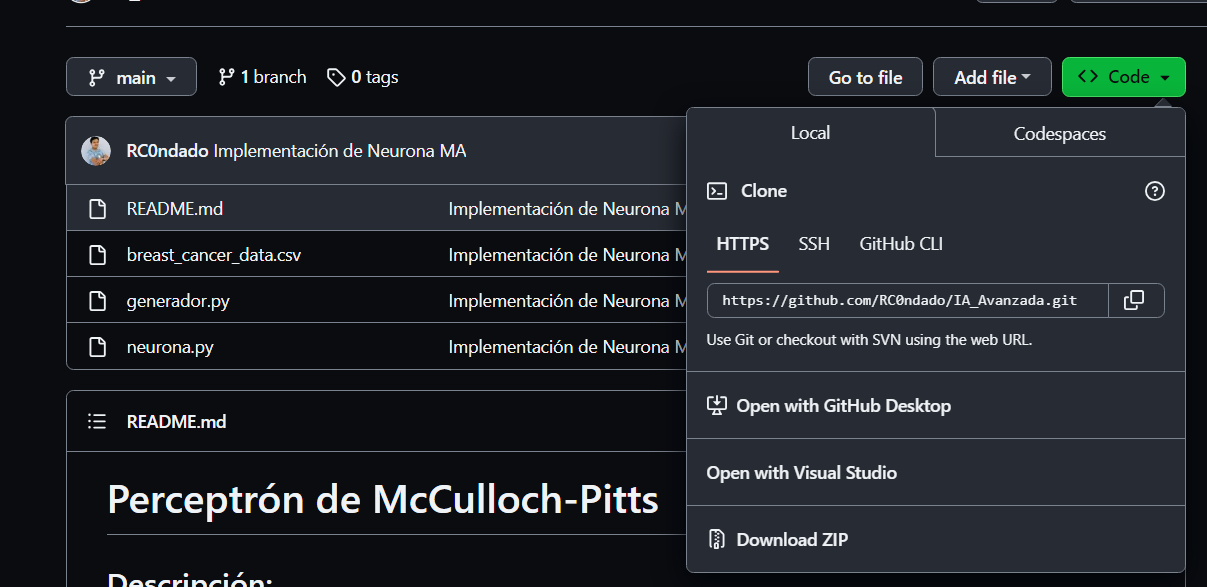 main 1 branch 0 tags Go to file Add file Code
Local Codespaces
RC0ndado Implementación de Neurona MA
Clone
README.md Implementación de Neurona
HTTPS SSH GitHub CLI
breast_cancer_data.csv Implementación de Neurona
generador.py Implementación de Neurona
https://github.com/RC0ndado/IA_Avanzada.git
neurona.py Implementación de Neurona
Use Git or checkout with SVN using the web URL.
Open with GitHub Desktop
README.md
Open with Visual Studio
Perceptrón de McCulloch-Pitts
Download ZIP
Descripción: